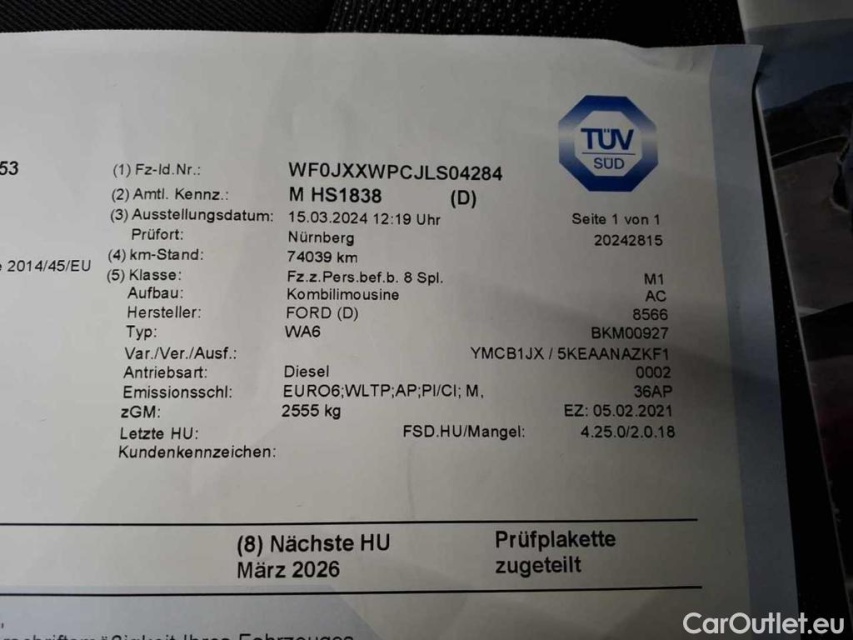 TÜV
SÜD
53 (1) Fz-Id.Nr.: WF0JXXWPCJLS04284
(2) Amtl. Kennz.: M HS1838 (D)
(3) Ausstellungsdatum: 15.03.2024 12:19 Uhr Seite 1 von 1
Prüfort: Nürnberg 20242815
(4) km-Stand: 74039 km
2014/45/EU (5) Klasse: Fz.z.Pers.bef.b. 8 Spl. M1
Aufbau: Kombilimousine AC
Hersteller: FORD (D) 8566
Typ: WA6 BKM00927
Var./Ver./Ausf.: YMCB1JX / 5KEAANAZKF1
Antriebsart: Diesel 0002
Emissionsschl: EURO6;WLTP;AP;PI/CI; M, 36AP
zGM: 2555 kg EZ: 05.02.2021
Letzte HU: FSD.HU/Mangel: 4.25.0/2.0.18
Kundenkennzeichen:
(8) Nächste HU Prüfplakette
März 2026 zugeteilt
CarOutlet.eu